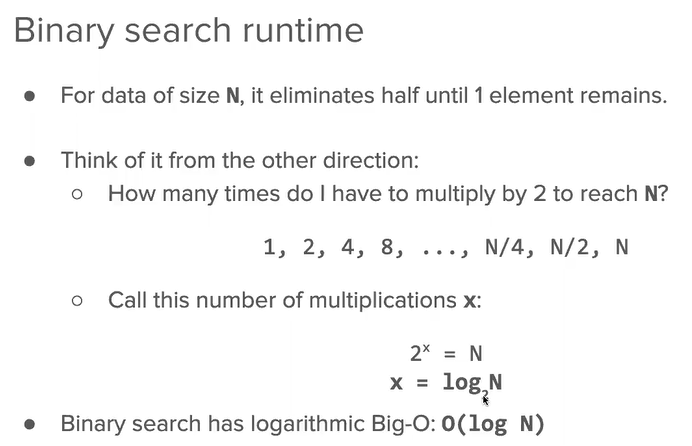 Binary search runtime
● For data of size N, it eliminates half until 1 element remains.
● Think of it from the other direction:
○ How many times do I have to multiply by 2 to reach N?
1, 2, 4, 8, ..., N/4, N/2, N
○ Call this number of multiplications x:
2ˣ = N
x = log₂N
● Binary search has logarithmic Big-O: O(log N)